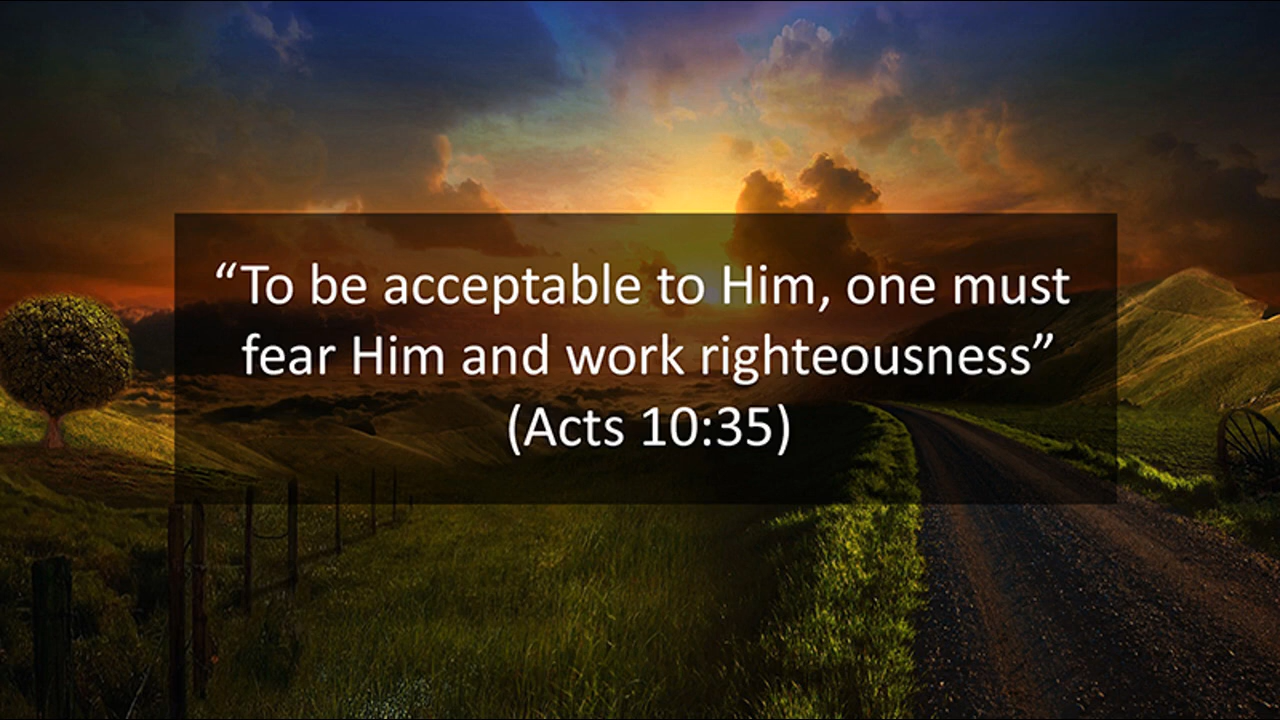 “To be acceptable to Him, one must
fear Him and work righteousness”
(Acts 10:35)